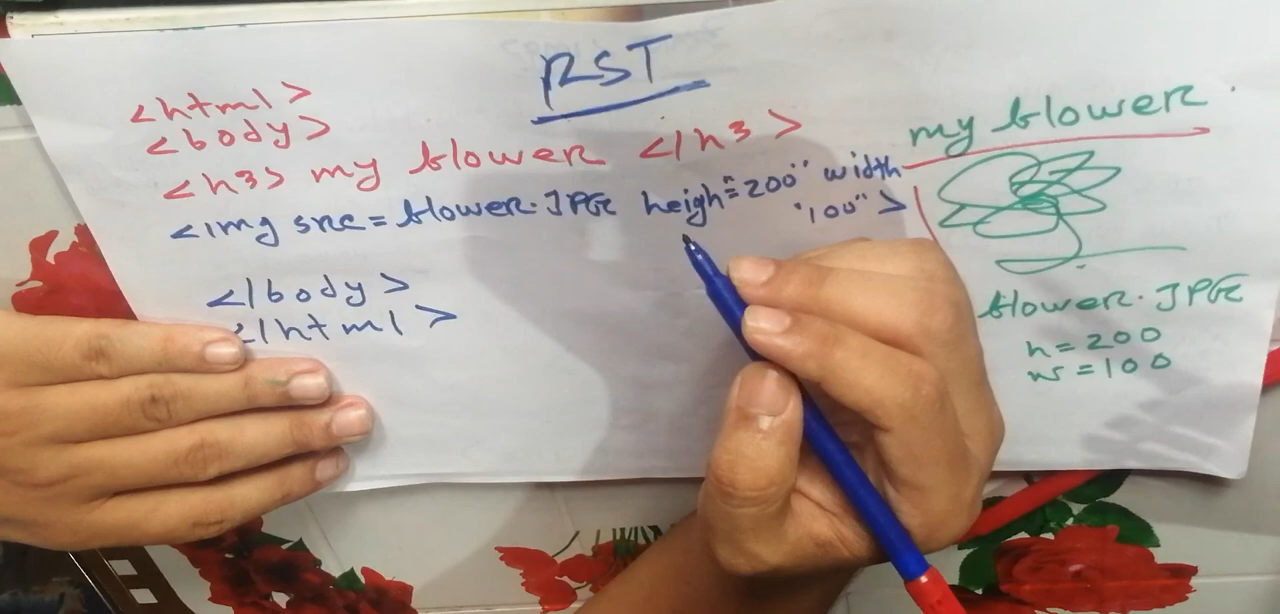 RST
<html>
<body>
<h3> my flower </h3>
<img src = flower.JPG heigh="200" width
"100">
</body>
</html>
my flower
flower.JPG
h=200
w=100